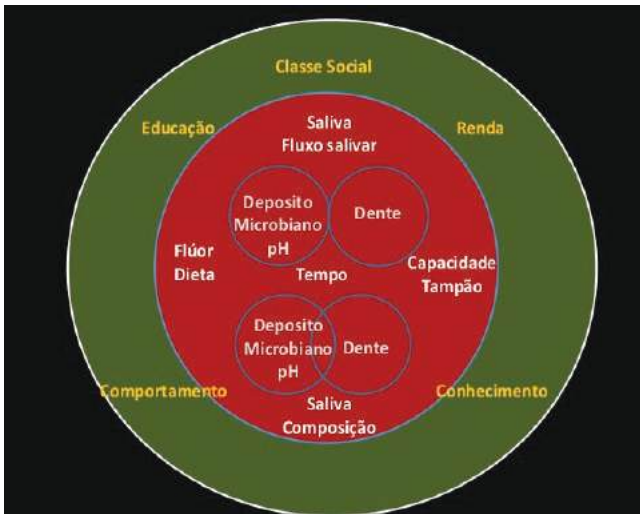 Classe Social
Educação
Renda
Saliva
Fluxo salivar
Deposito
Microbiano
pH
Dente
Flúor
Dieta
Tempo
Capacidade
Tampão
Deposito
Microbiano
pH
Dente
Comportamento
Conhecimento
Saliva
Composição